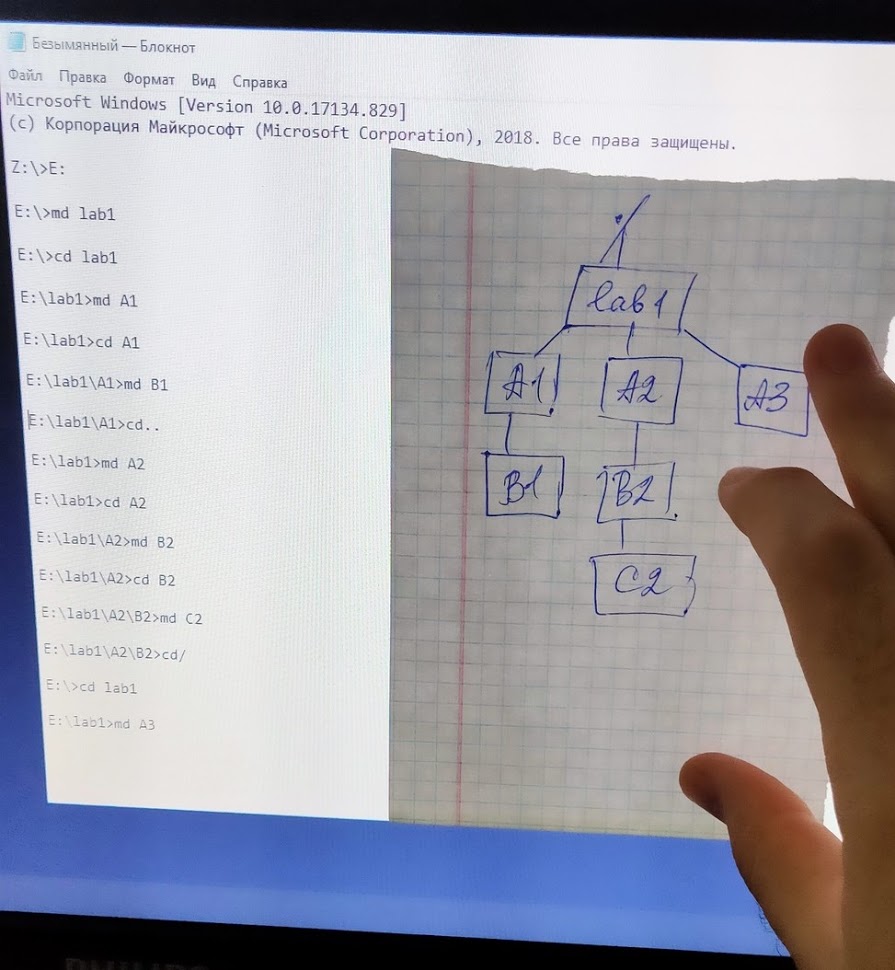 Безымянный — Блокнот
Файл Правка Формат Вид Справка
Microsoft Windows [Version 10.0.17134.829]
(c) Корпорация Майкрософт (Microsoft Corporation), 2018. Все права защищены.
Z:\>E:
E:\>md lab1
E:\>cd lab1
E:\lab1>md A1
E:\lab1>cd A1
E:\lab1\A1>md B1
E:\lab1\A1>cd..
E:\lab1>md A2
E:\lab1>cd A2
E:\lab1\A2>md B2
E:\lab1\A2>cd B2
E:\lab1\A2\B2>md C2
E:\lab1\A2\B2>cd/
E:\>cd lab1
E:\lab1>md A3
lab1
A1 A2 A3
B1 B2
C2